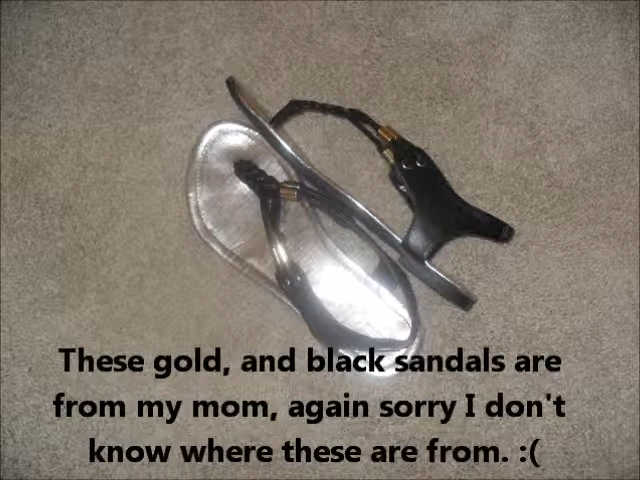 These gold, and black sandals are
from my mom, again sorry I don't
know where these are from. :(